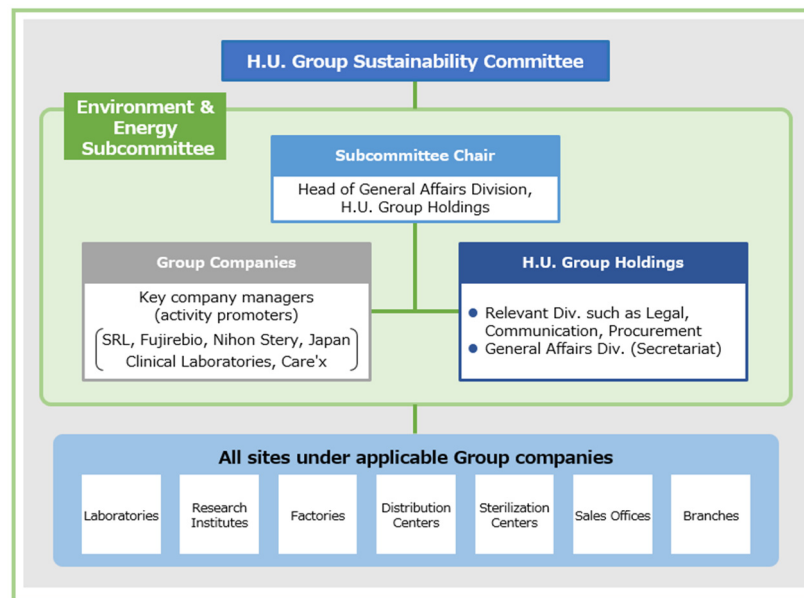 H.U. Group Sustainability Committee
Environment &
Energy
Subcommittee
Subcommittee Chair
Head of General Affairs Division,
H.U. Group Holdings
Group Companies
Key company managers
(activity promoters)
(SRL, Fujirebio, Nihon Stery, Japan
Clinical Laboratories, Care'x)
H.U. Group Holdings
● Relevant Div. such as Legal,
Communication, Procurement
● General Affairs Div. (Secretariat)
All sites under applicable Group companies
Laboratories
Research
Institutes
Factories
Distribution
Centers
Sterilization
Centers
Sales Offices
Branches